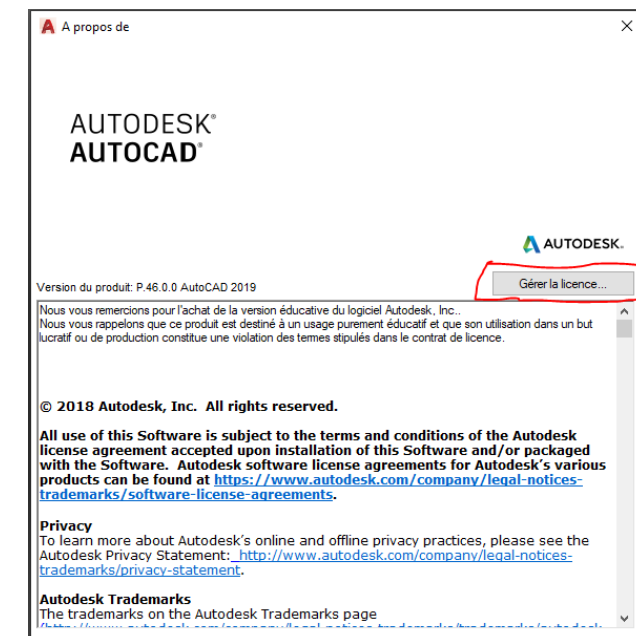 A propos de
AUTODESK®
AUTOCAD®
AUTODESK.
Version du produit: P.46.0.0 AutoCAD 2019
Gérer la licence...
Nous vous remercions pour l'achat de la version éducative du logiciel Autodesk, Inc..
Nous vous rappelons que ce produit est destiné à un usage purement éducatif et que son utilisation dans un but
lucratif ou de production constitue une violation des termes stipulés dans le contrat de licence.
© 2018 Autodesk, Inc. All rights reserved.
All use of this Software is subject to the terms and conditions of the Autodesk
license agreement accepted upon installation of this Software and/or packaged
with the Software. Autodesk software license agreements for Autodesk's various
products can be found at https://www.autodesk.com/company/legal-notices-
trademarks/software-license-agreements.
Privacy
To learn more about Autodesk's online and offline privacy practices, please see the
Autodesk Privacy Statement: http://www.autodesk.com/company/legal-notices-
trademarks/privacy-statement.
Autodesk Trademarks
The trademarks on the Autodesk Trademarks page